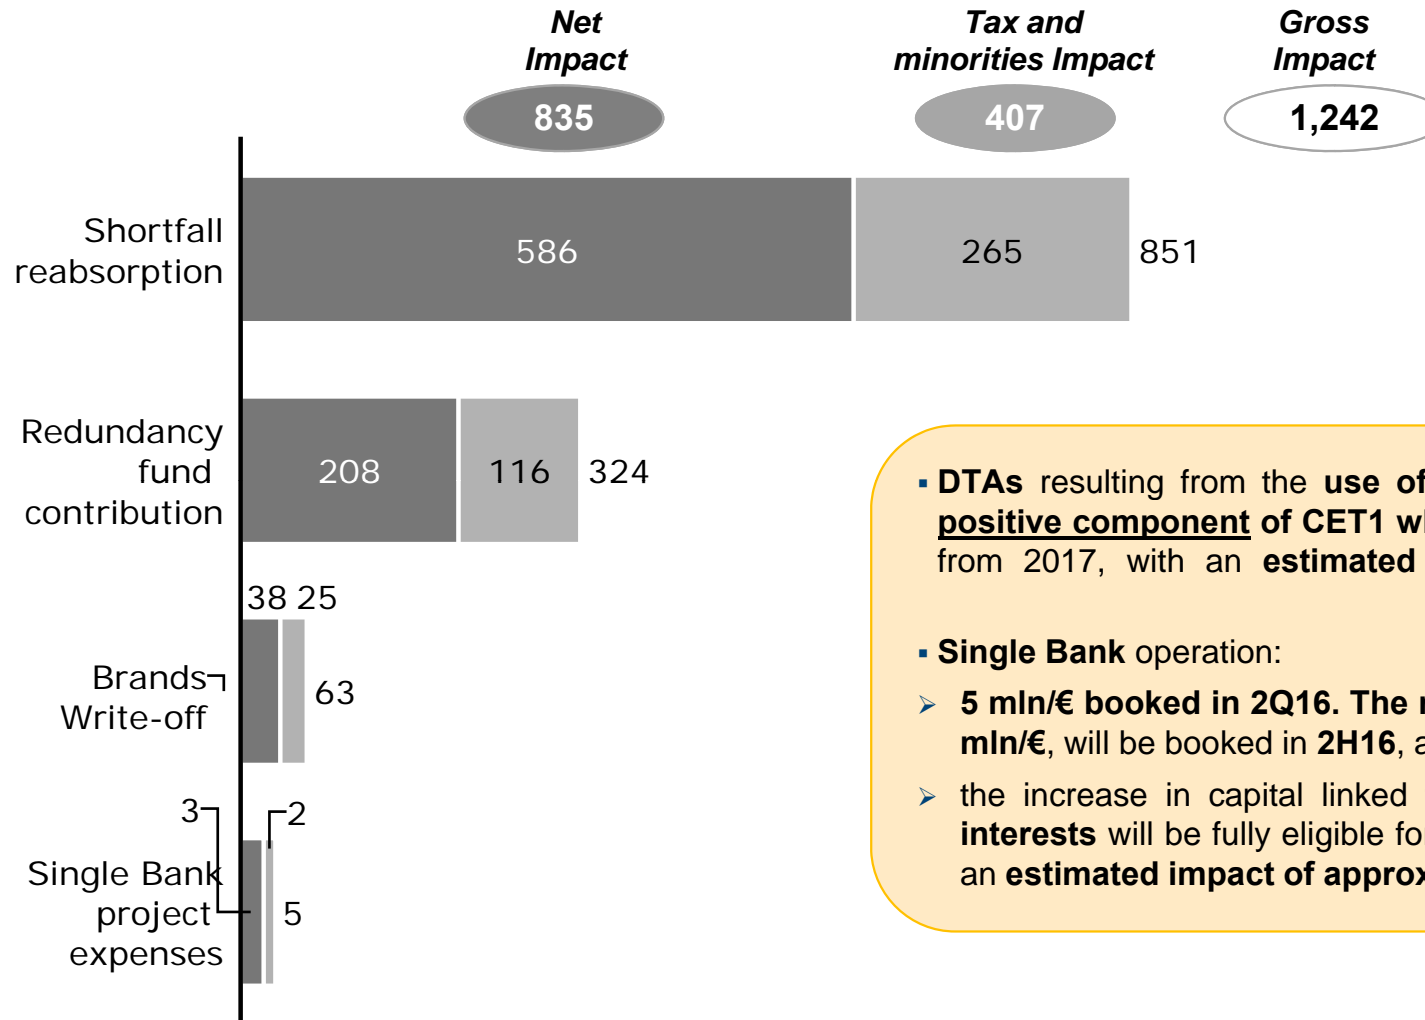 Net
Impact
835
Tax and
minorities Impact
407
Gross
Impact
1,242
Shortfall
reabsorption
586
265
851
Redundancy
fund
contribution
208
116
324
38 25
Brands
Write-off
63
3
2
Single Bank
project
expenses
5
▪ DTAs resulting from the use of
positive component of CET1
from 2017, with an estimated
▪ Single Bank operation:
➢ 5 mln/€ booked in 2Q16. The
mln/€, will be booked in 2H16,
➢ the increase in capital linked
interests will be fully eligible
an estimated impact of